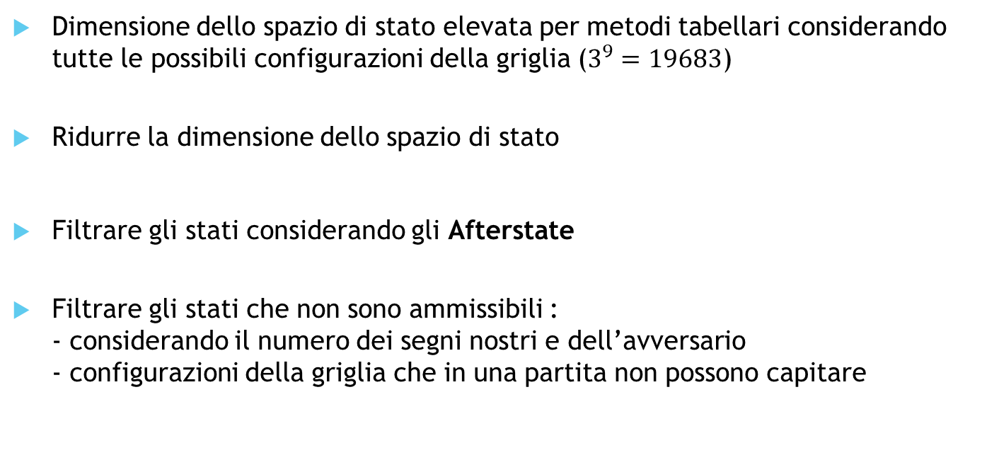 Dimensione dello spazio di stato elevata per metodi tabellari considerando
tutte le possibili configurazioni della griglia (3⁹ = 19683)
Ridurre la dimensione dello spazio di stato
Filtrare gli stati considerando gli Afterstate
Filtrare gli stati che non sono ammissibili :
- considerando il numero dei segni nostri e dell’avversario
- configurazioni della griglia che in una partita non possono capitare